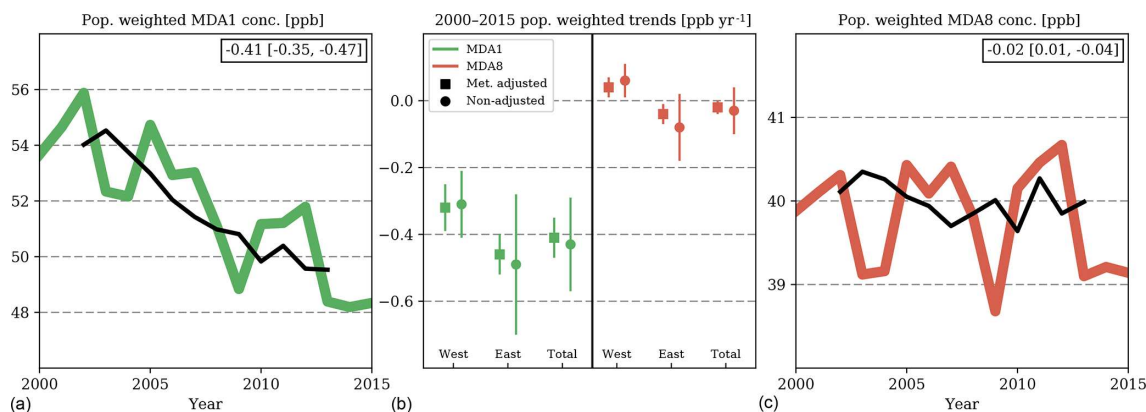 Pop. weighted MDA1 conc. [ppb]
-0.41 [-0.35, -0.47]
56
54
52
50
48
2000
2005
2010
2015
Year
(a)
2000–2015 pop. weighted trends [ppb yr⁻¹]
MDA1
MDA8
Met. adjusted
Non-adjusted
0.0
−0.2
−0.4
−0.6
West
East
Total
West
East
Total
(b)
Pop. weighted MDA8 conc. [ppb]
-0.02 [0.01, -0.04]
41
40
39
2000
2005
2010
2015
Year
(c)